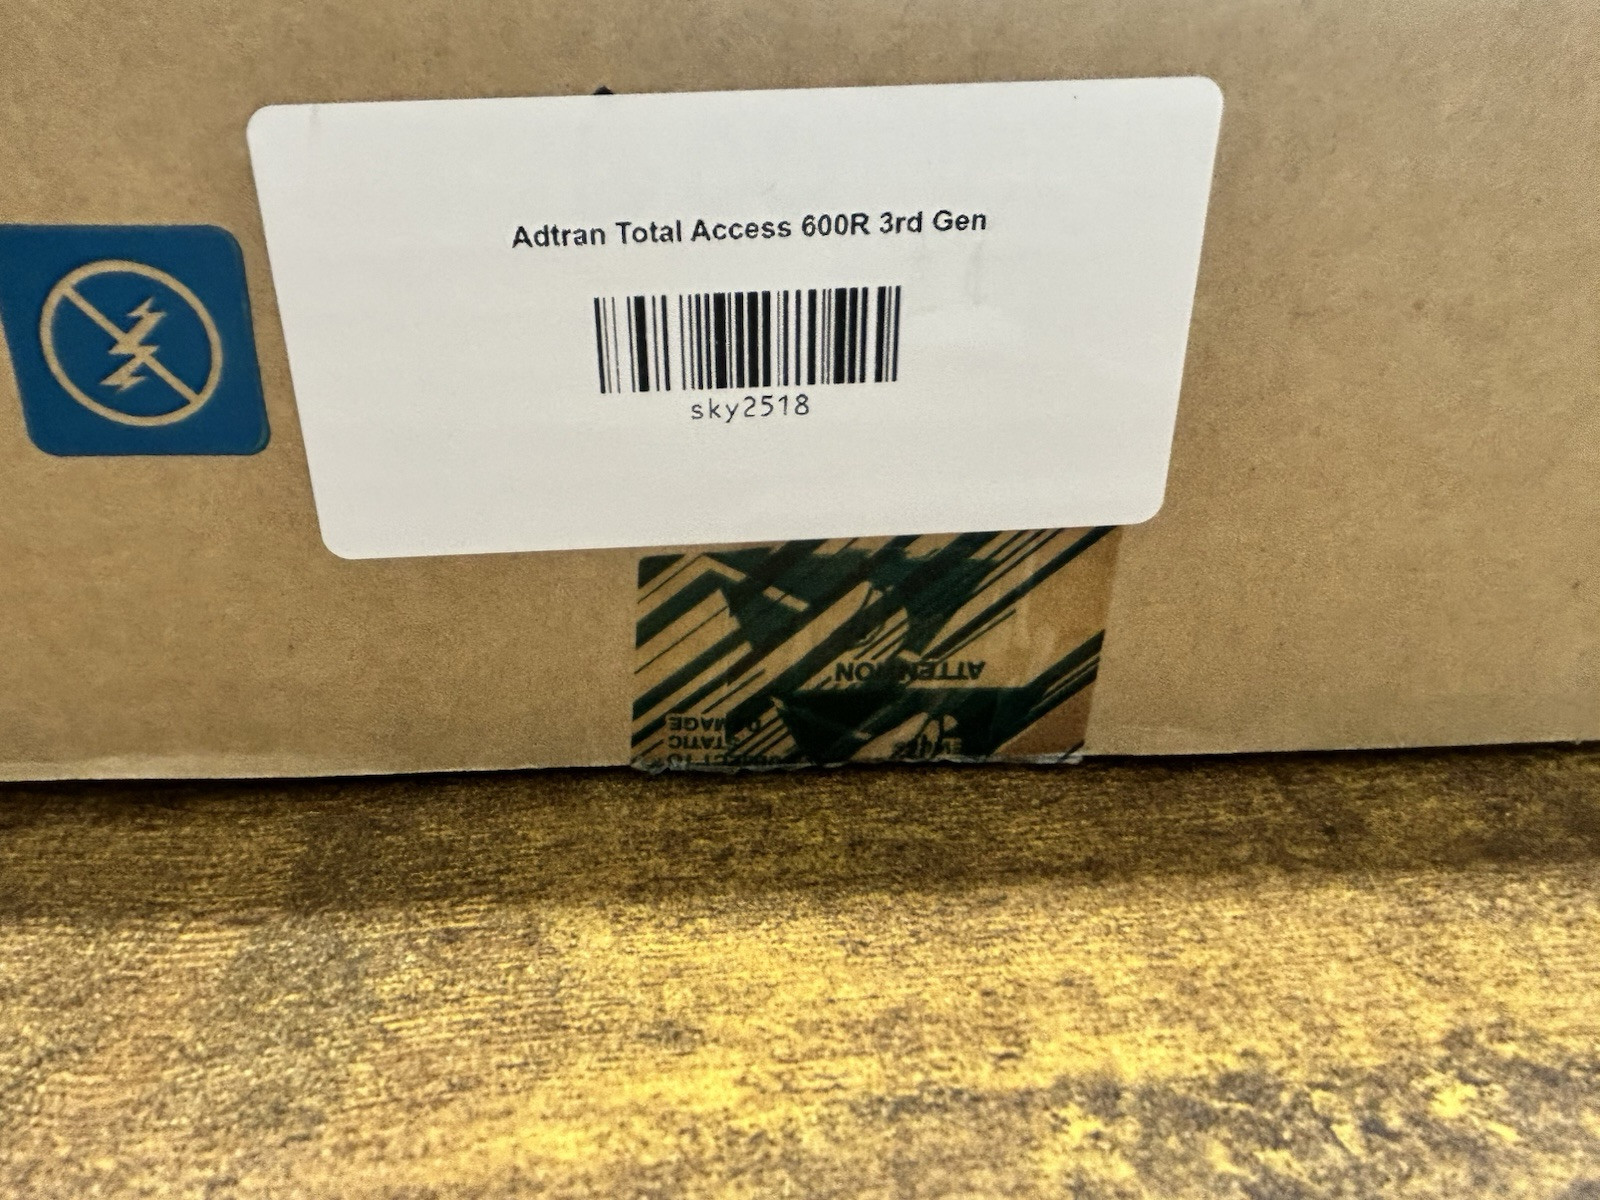 Adtran Total Access 600R 3rd Gen
sky2518
ATTENTION
STATIC
DAMAGE